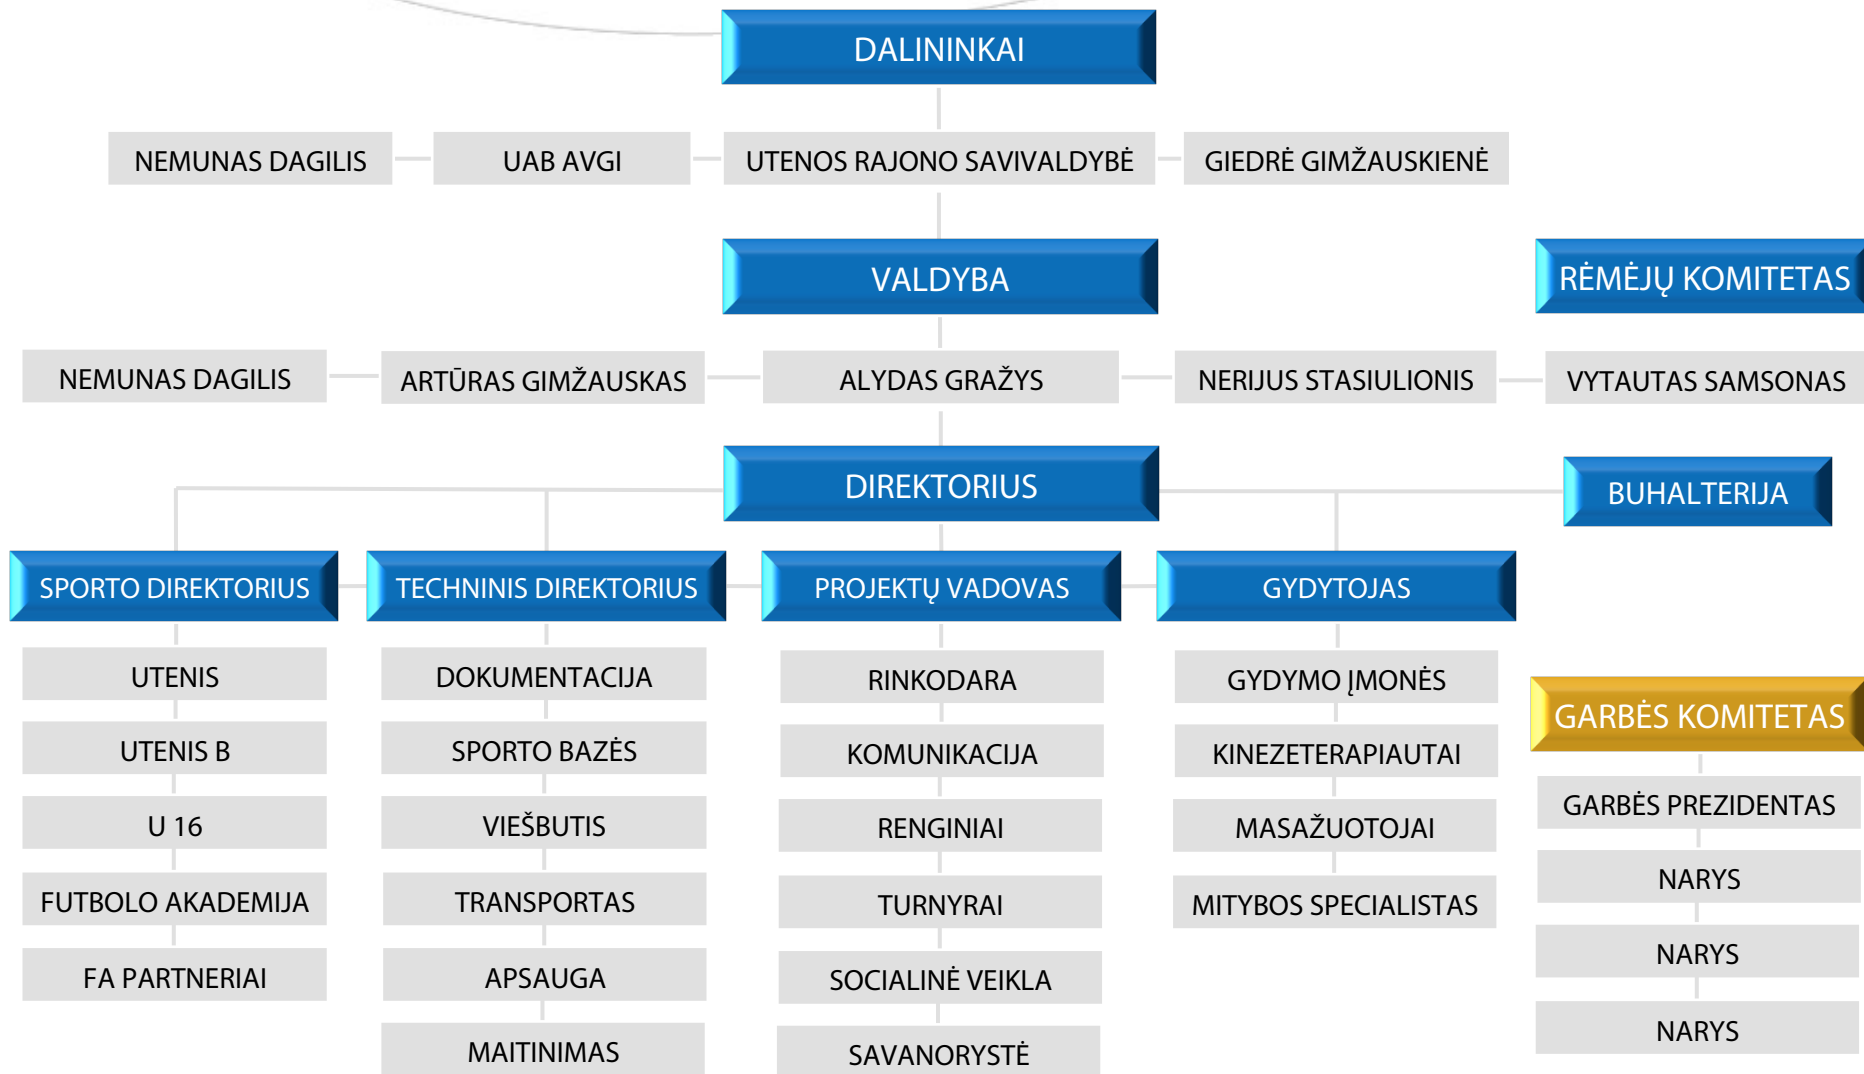 DALININKAI
NEMUNAS DAGILIS
UAB AVGI
UTENOS RAJONO SAVIVALDYBĖ
GIEDRĖ GIMŽAUSKIENĖ
VALDYBA
RĖMĖJŲ KOMITETAS
NEMUNAS DAGILIS
ARTŪRAS GIMŽAUSKAS
ALYDAS GRAŽYS
NERIJUS STASIULIONIS
VYTAUTAS SAMSONAS
DIREKTORIUS
BUHALTERIJA
SPORTO DIREKTORIUS
UTENIS
UTENIS B
U 16
FUTBOLO AKADEMIJA
FA PARTNERIAI
TECHNINIS DIREKTORIUS
DOKUMENTACIJA
SPORTO BAZĖS
VIEŠBUTIS
TRANSPORTAS
APSAUGA
MAITINIMAS
PROJEKTŲ VADOVAS
RINKODARA
KOMUNIKACIJA
RENGINIAI
TURNYRAI
SOCIALINĖ VEIKLA
SAVANORYSTĖ
GYDYTOJAS
GYDYMO ĮMONĖS
KINEZETERAPIAUTAI
MASAŽUOTOJAI
MITYBOS SPECIALISTAS
GARBĖS KOMITETAS
GARBĖS PREZIDENTAS
NARYS
NARYS
NARYS